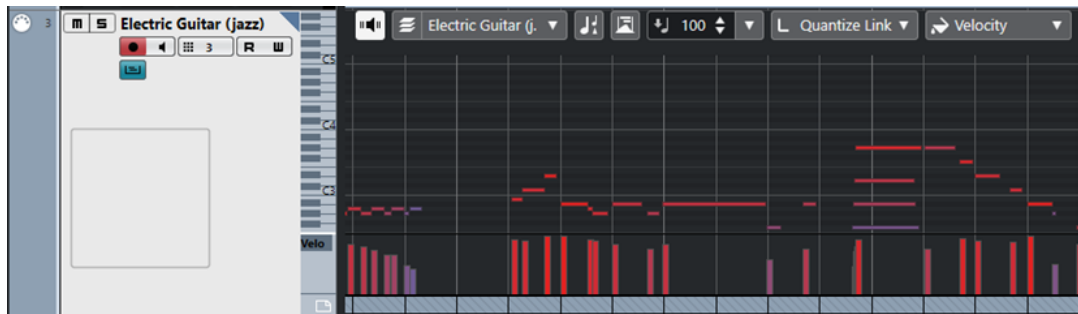 3 m S Electric Guitar (jazz)
3 R W
Electric Guitar (j. 100 L Quantize Link Velocity
C5
C4
C3
Velo